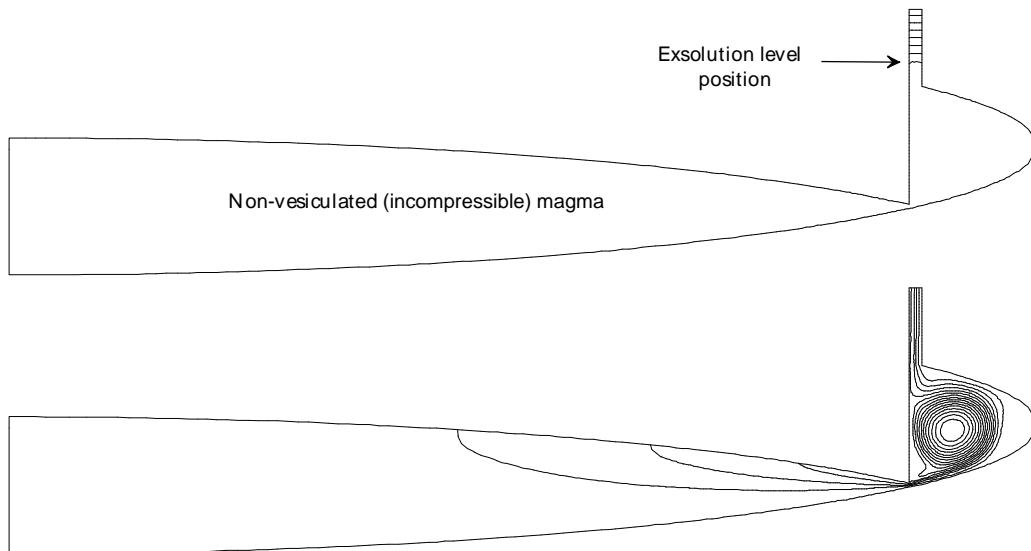 Exsolution level
position
Non-vesiculated (incompressible) magma